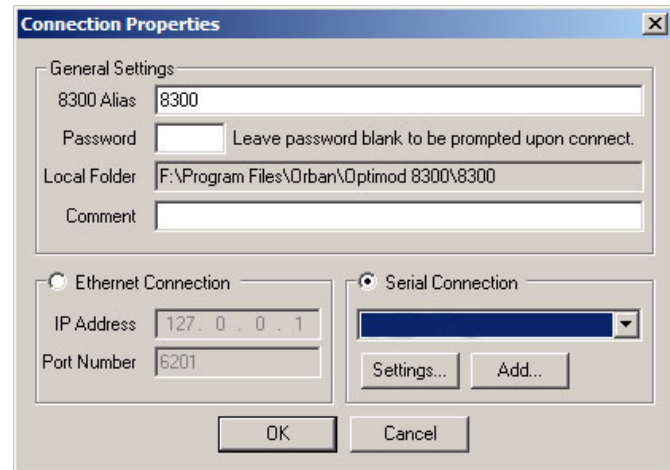 Connection Properties
General Settings
8300 Alias 8300
Password Leave password blank to be prompted upon connect.
Local Folder F:\Program Files\Orban\Optimod 8300\8300
Comment
Ethernet Connection
IP Address 127. 0 . 0 . 1
Port Number 6201
Serial Connection
Settings... Add...
OK Cancel